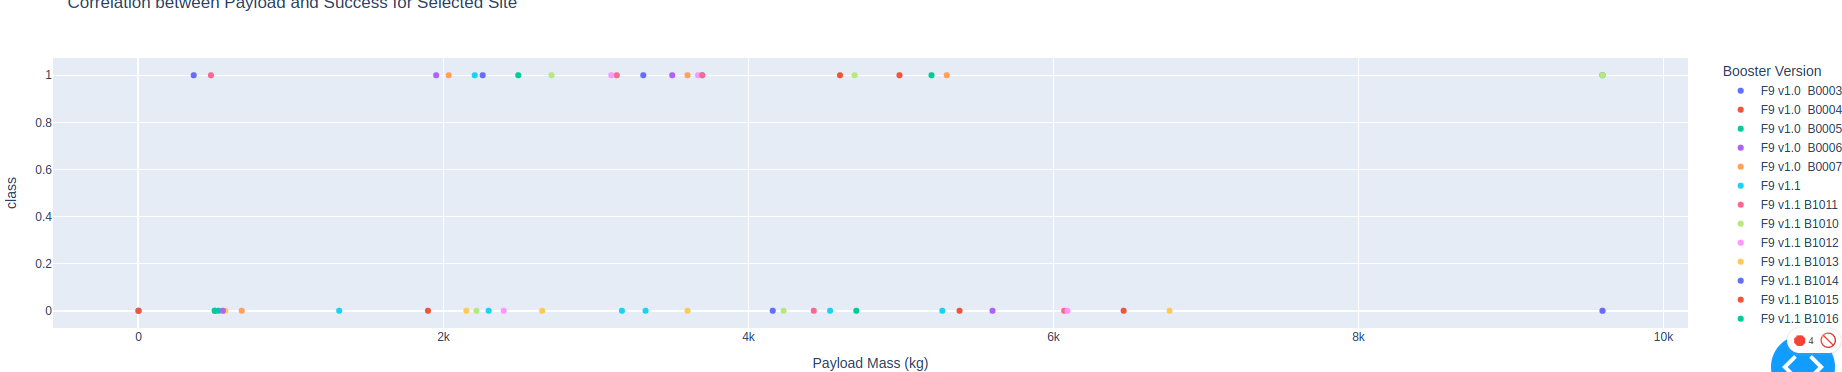 Correlation between Payload and Success for Selected Site
1
0.8
0.6
0.4
0.2
0
class
0 2k 4k 6k 8k 10k
Payload Mass (kg)
Booster Version
F9 v1.0  B0003
F9 v1.0  B0004
F9 v1.0  B0005
F9 v1.0  B0006
F9 v1.0  B0007
F9 v1.1
F9 v1.1 B1011
F9 v1.1 B1010
F9 v1.1 B1012
F9 v1.1 B1013
F9 v1.1 B1014
F9 v1.1 B1015
F9 v1.1 B1016
4